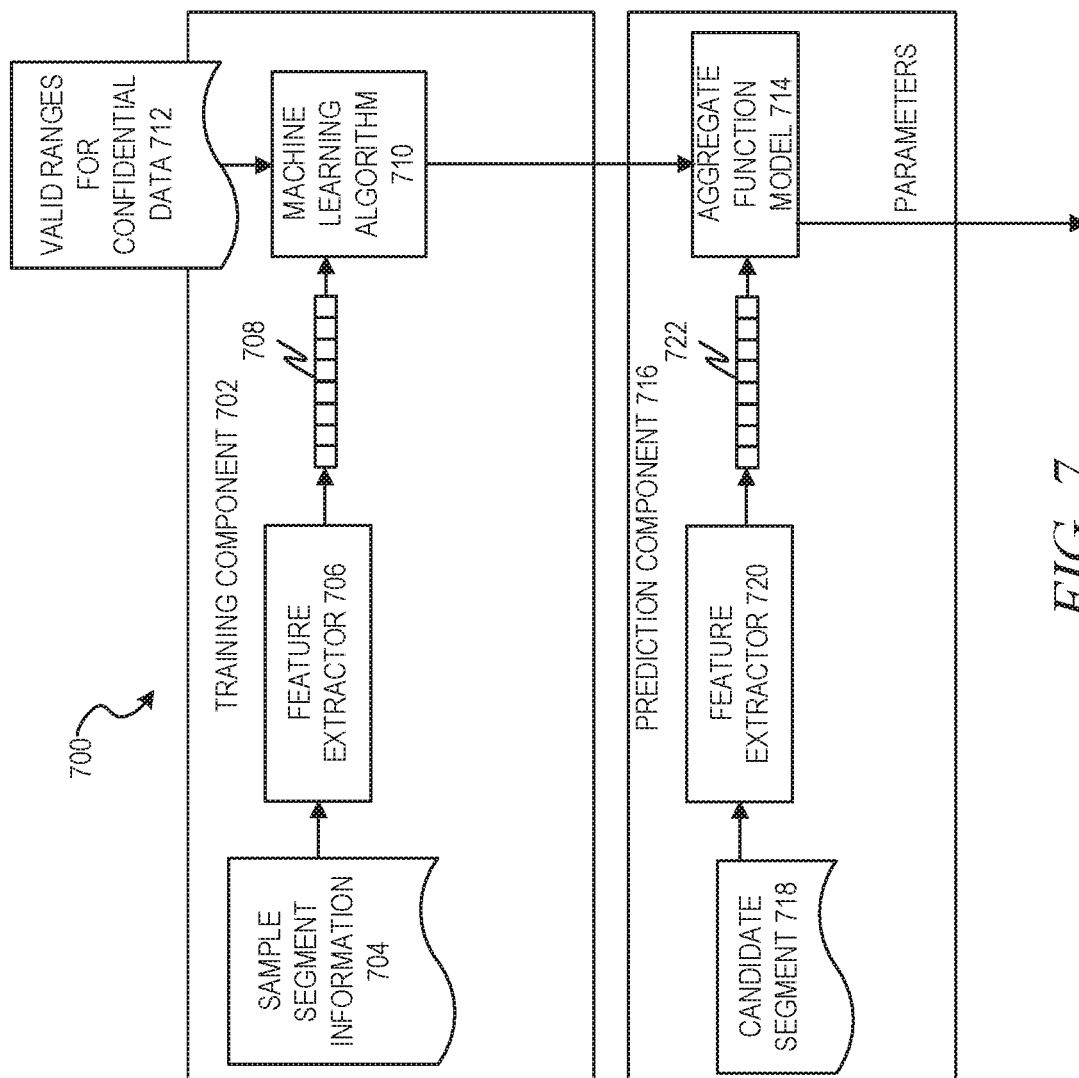 700
TRAINING COMPONENT 702
SAMPLE
SEGMENT
INFORMATION
704
FEATURE
EXTRACTOR 706
708
MACHINE
LEARNING
ALGORITHM
710
VALID RANGES
FOR
CONFIDENTIAL
DATA 712
PREDICTION COMPONENT 716
CANDIDATE
SEGMENT 718
FEATURE
EXTRACTOR 720
722
AGGREGATE
FUNCTION
MODEL 714
PARAMETERS
FIG. 7